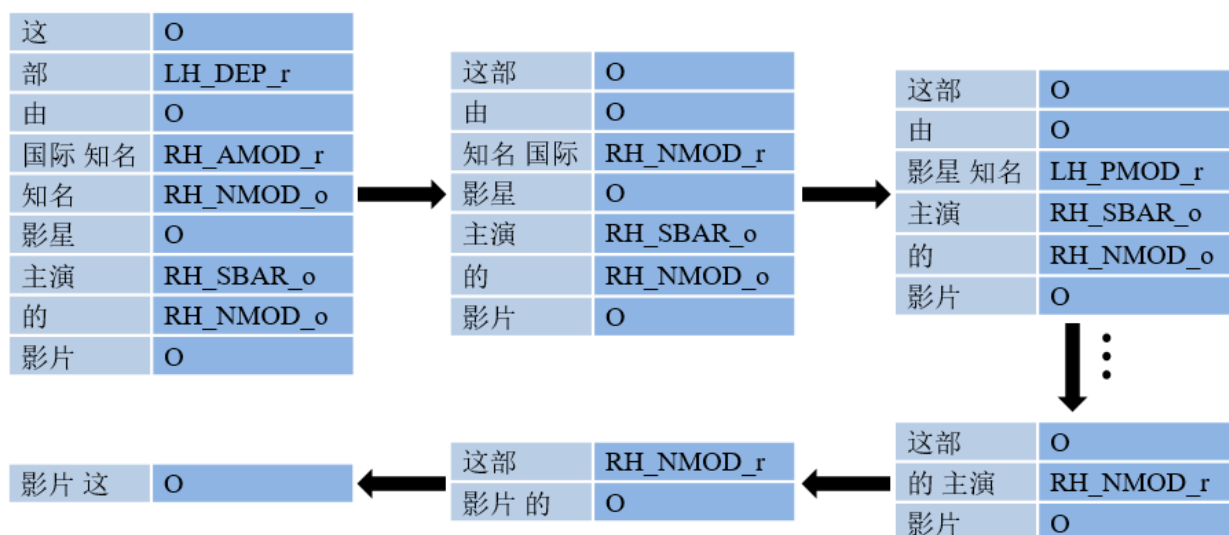 这 O
部 LH_DEP_r
由 O
国际 知名 RH_AMOD_r
知名 RH_NMOD_o
影星 O
主演 RH_SBAR_o
的 RH_NMOD_o
影片 O
这部 O
由 O
知名 国际 RH_NMOD_r
影星 O
主演 RH_SBAR_o
的 RH_NMOD_o
影片 O
这部 O
由 O
影星 知名 LH_PMOD_r
主演 RH_SBAR_o
的 RH_NMOD_o
影片 O
这部 O
的 主演 RH_NMOD_r
影片 O
这部 RH_NMOD_r
影片 的 O
影片 这 O